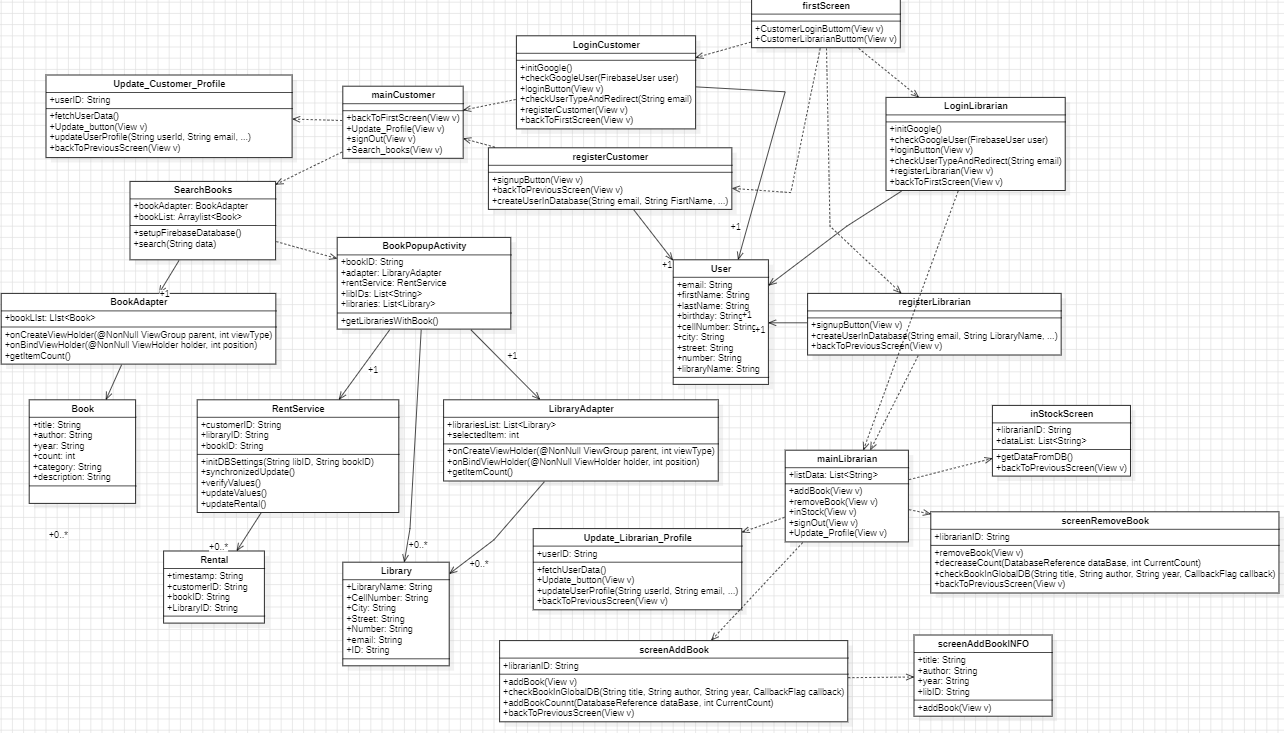 firstScreen
+CustomerLoginButtom(View v)
+CustomerLibrarianButtom(View v)
LoginCustomer
+initGoogle()
+checkGoogleUser(FirebaseUser user)
+loginButton(View v)
+checkUserTypeAndRedirect(String email)
+registerCustomer(View v)
+backToFirstScreen(View v)
Update_Customer_Profile
+userID: String
+fetchUserData()
+Update_button(View v)
+updateUserProfile(String userId, String email, ...)
+backToPreviousScreen(View v)
mainCustomer
+backToFirstScreen(View v)
+Update_Profile(View v)
+signOut(View v)
+Search_books(View v)
LoginLibrarian
+initGoogle()
+checkGoogleUser(FirebaseUser user)
+loginButton(View v)
+checkUserTypeAndRedirect(String email)
+registerLibrarian(View v)
+backToFirstScreen(View v)
registerCustomer
+signupButton(View v)
+backToPreviousScreen(View v)
+createUserInDatabase(String email, String FisrtName, ...)
SearchBooks
+bookAdapter: BookAdapter
+bookList: Arraylist<Book>
+setupFirebaseDatabase()
+search(String data)
+1
BookPopupActivity
+bookID: String
+adapter: LibraryAdapter
+rentService: RentService
+libIDs: List<String>
+libraries: List<Library>
+getLibrariesWithBook()
+1
User
+email: String
+firstName: String
+lastName: String
+birthday: String
+cellNumber: String
+city: String
+street: String
+number: String
+libraryName: String
+1
+1
+1
BookAdapter
+bookList: List<Book>
+onCreateViewHolder(@NonNull ViewGroup parent, int viewType)
+onBindViewHolder(@NonNull ViewHolder holder, int position)
+getItemCount()
registerLibrarian
+signupButton(View v)
+createUserInDatabase(String email, String LibraryName, ...)
+backToPreviousScreen(View v)
+1
+1
Book
+title: String
+author: String
+year: String
+count: int
+category: String
+description: String
+0..*
RentService
+customerID: String
+libraryID: String
+bookID: String
+initDBSettings(String libID, String bookID)
+synchronizedUpdate()
+verifyValues()
+updateValues()
+updateRental()
LibraryAdapter
+librariesList: List<Library>
+selectedItem: int
+onCreateViewHolder(@NonNull ViewGroup parent, int viewType)
+onBindViewHolder(@NonNull ViewHolder holder, int position)
+getItemCount()
inStockScreen
+librarianID: String
+dataList: List<String>
+getDataFromDB()
+backToPreviousScreen(View v)
mainLibrarian
+listData: List<String>
+addBook(View v)
+removeBook(View v)
+inStock(View v)
+signOut(View v)
+Update_Profile(View v)
screenRemoveBook
+librarianID: String
+removeBook(View v)
+decreaseCount(DatabaseReference dataBase, int CurrentCount)
+checkBookInGlobalDB(String title, String author, String year, CallbackFlag callback)
+backToPreviousScreen(View v)
Update_Librarian_Profile
+userID: String
+fetchUserData()
+Update_button(View v)
+updateUserProfile(String userId, String email, ...)
+backToPreviousScreen(View v)
+0..*
+0..*
+0..*
Rental
+timestamp: String
+customerID: String
+bookID: String
+LibraryID: String
Library
+LibraryName: String
+CellNumber: String
+City: String
+Street: String
+Number: String
+email: String
+ID: String
screenAddBook
+librarianID: String
+addBook(View v)
+checkBookInGlobalDB(String title, String author, String year, CallbackFlag callback)
+addBookCounnt(DatabaseReference dataBase, int CurrentCount)
+backToPreviousScreen(View v)
screenAddBookINFO
+title: String
+author: String
+year: String
+libID: String
+addBook(View v)